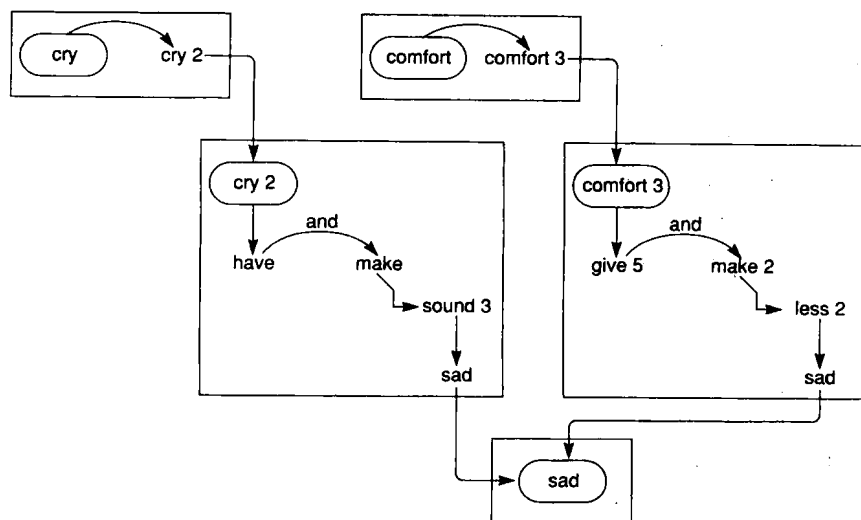 cry cry 2 comfort comfort 3
cry 2 comfort 3
and and
have make give 5 make 2
sound 3 less 2
sad sad
sad